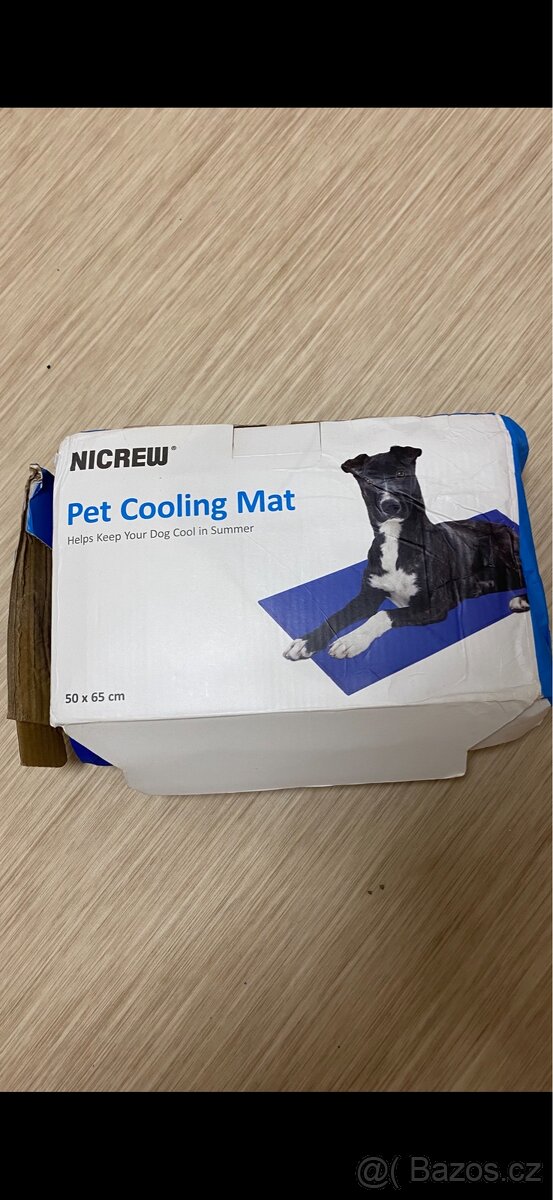 NICREW®
Pet Cooling Mat
Helps Keep Your Dog Cool in Summer
50 x 65 cm
@( Bazos.cz